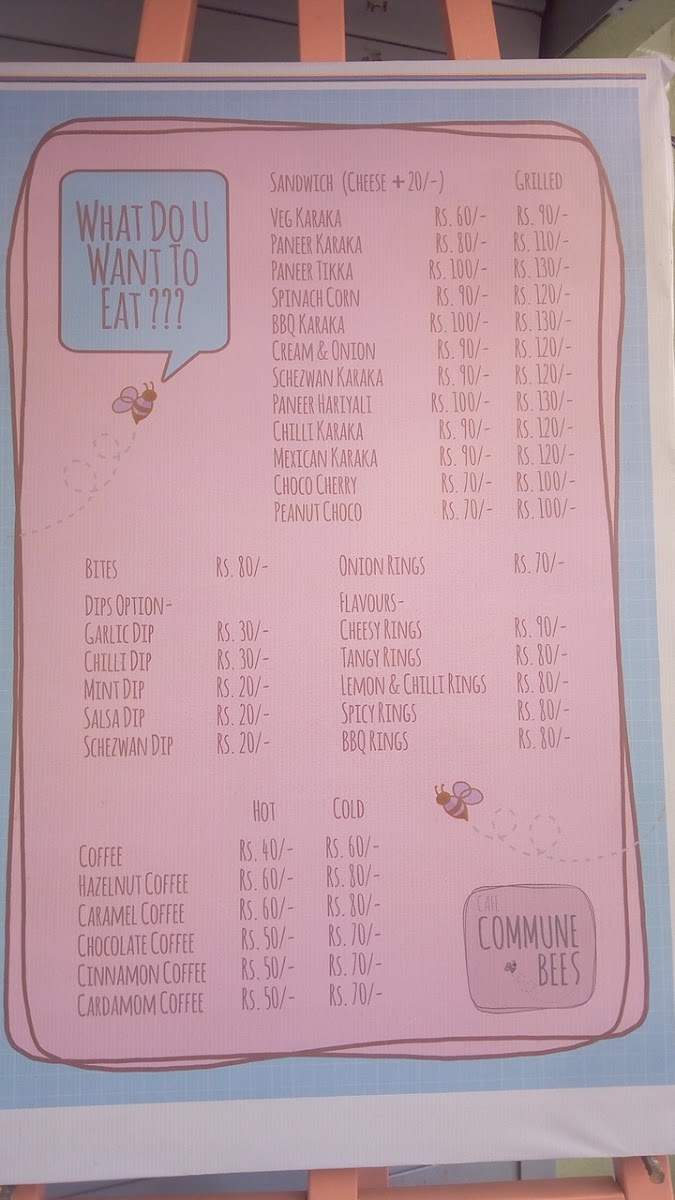 What Do U
Want To
Eat ???
Sandwich (Cheese + 20/-) Grilled
Veg Karaka Rs. 60/- Rs. 90/-
Paneer Karaka Rs. 80/- Rs. 110/-
Paneer Tikka Rs. 100/- Rs. 130/-
Spinach Corn Rs. 90/- Rs. 120/-
BBQ Karaka Rs. 100/- Rs. 130/-
Cream & Onion Rs. 90/- Rs. 120/-
Schezwan Karaka Rs. 90/- Rs. 120/-
Paneer Hariyali Rs. 100/- Rs. 130/-
Chilli Karaka Rs. 90/- Rs. 120/-
Mexican Karaka Rs. 90/- Rs. 120/-
Choco Cherry Rs. 70/- Rs. 100/-
Peanut Choco Rs. 70/- Rs. 100/-
Bites Rs. 80/-
Dips Option-
Garlic Dip Rs. 30/-
Chilli Dip Rs. 30/-
Mint Dip Rs. 20/-
Salsa Dip Rs. 20/-
Schezwan Dip Rs. 20/-
Onion Rings Rs. 70/-
Flavours-
Cheesy Rings Rs. 90/-
Tangy Rings Rs. 80/-
Lemon & Chilli Rings Rs. 80/-
Spicy Rings Rs. 80/-
BBQ Rings Rs. 80/-
Hot Cold
Coffee Rs. 40/- Rs. 60/-
Hazelnut Coffee Rs. 60/- Rs. 80/-
Caramel Coffee Rs. 60/- Rs. 80/-
Chocolate Coffee Rs. 50/- Rs. 70/-
Cinnamon Coffee Rs. 50/- Rs. 70/-
Cardamom Coffee Rs. 50/- Rs. 70/-
Cafe
Commune
Bees